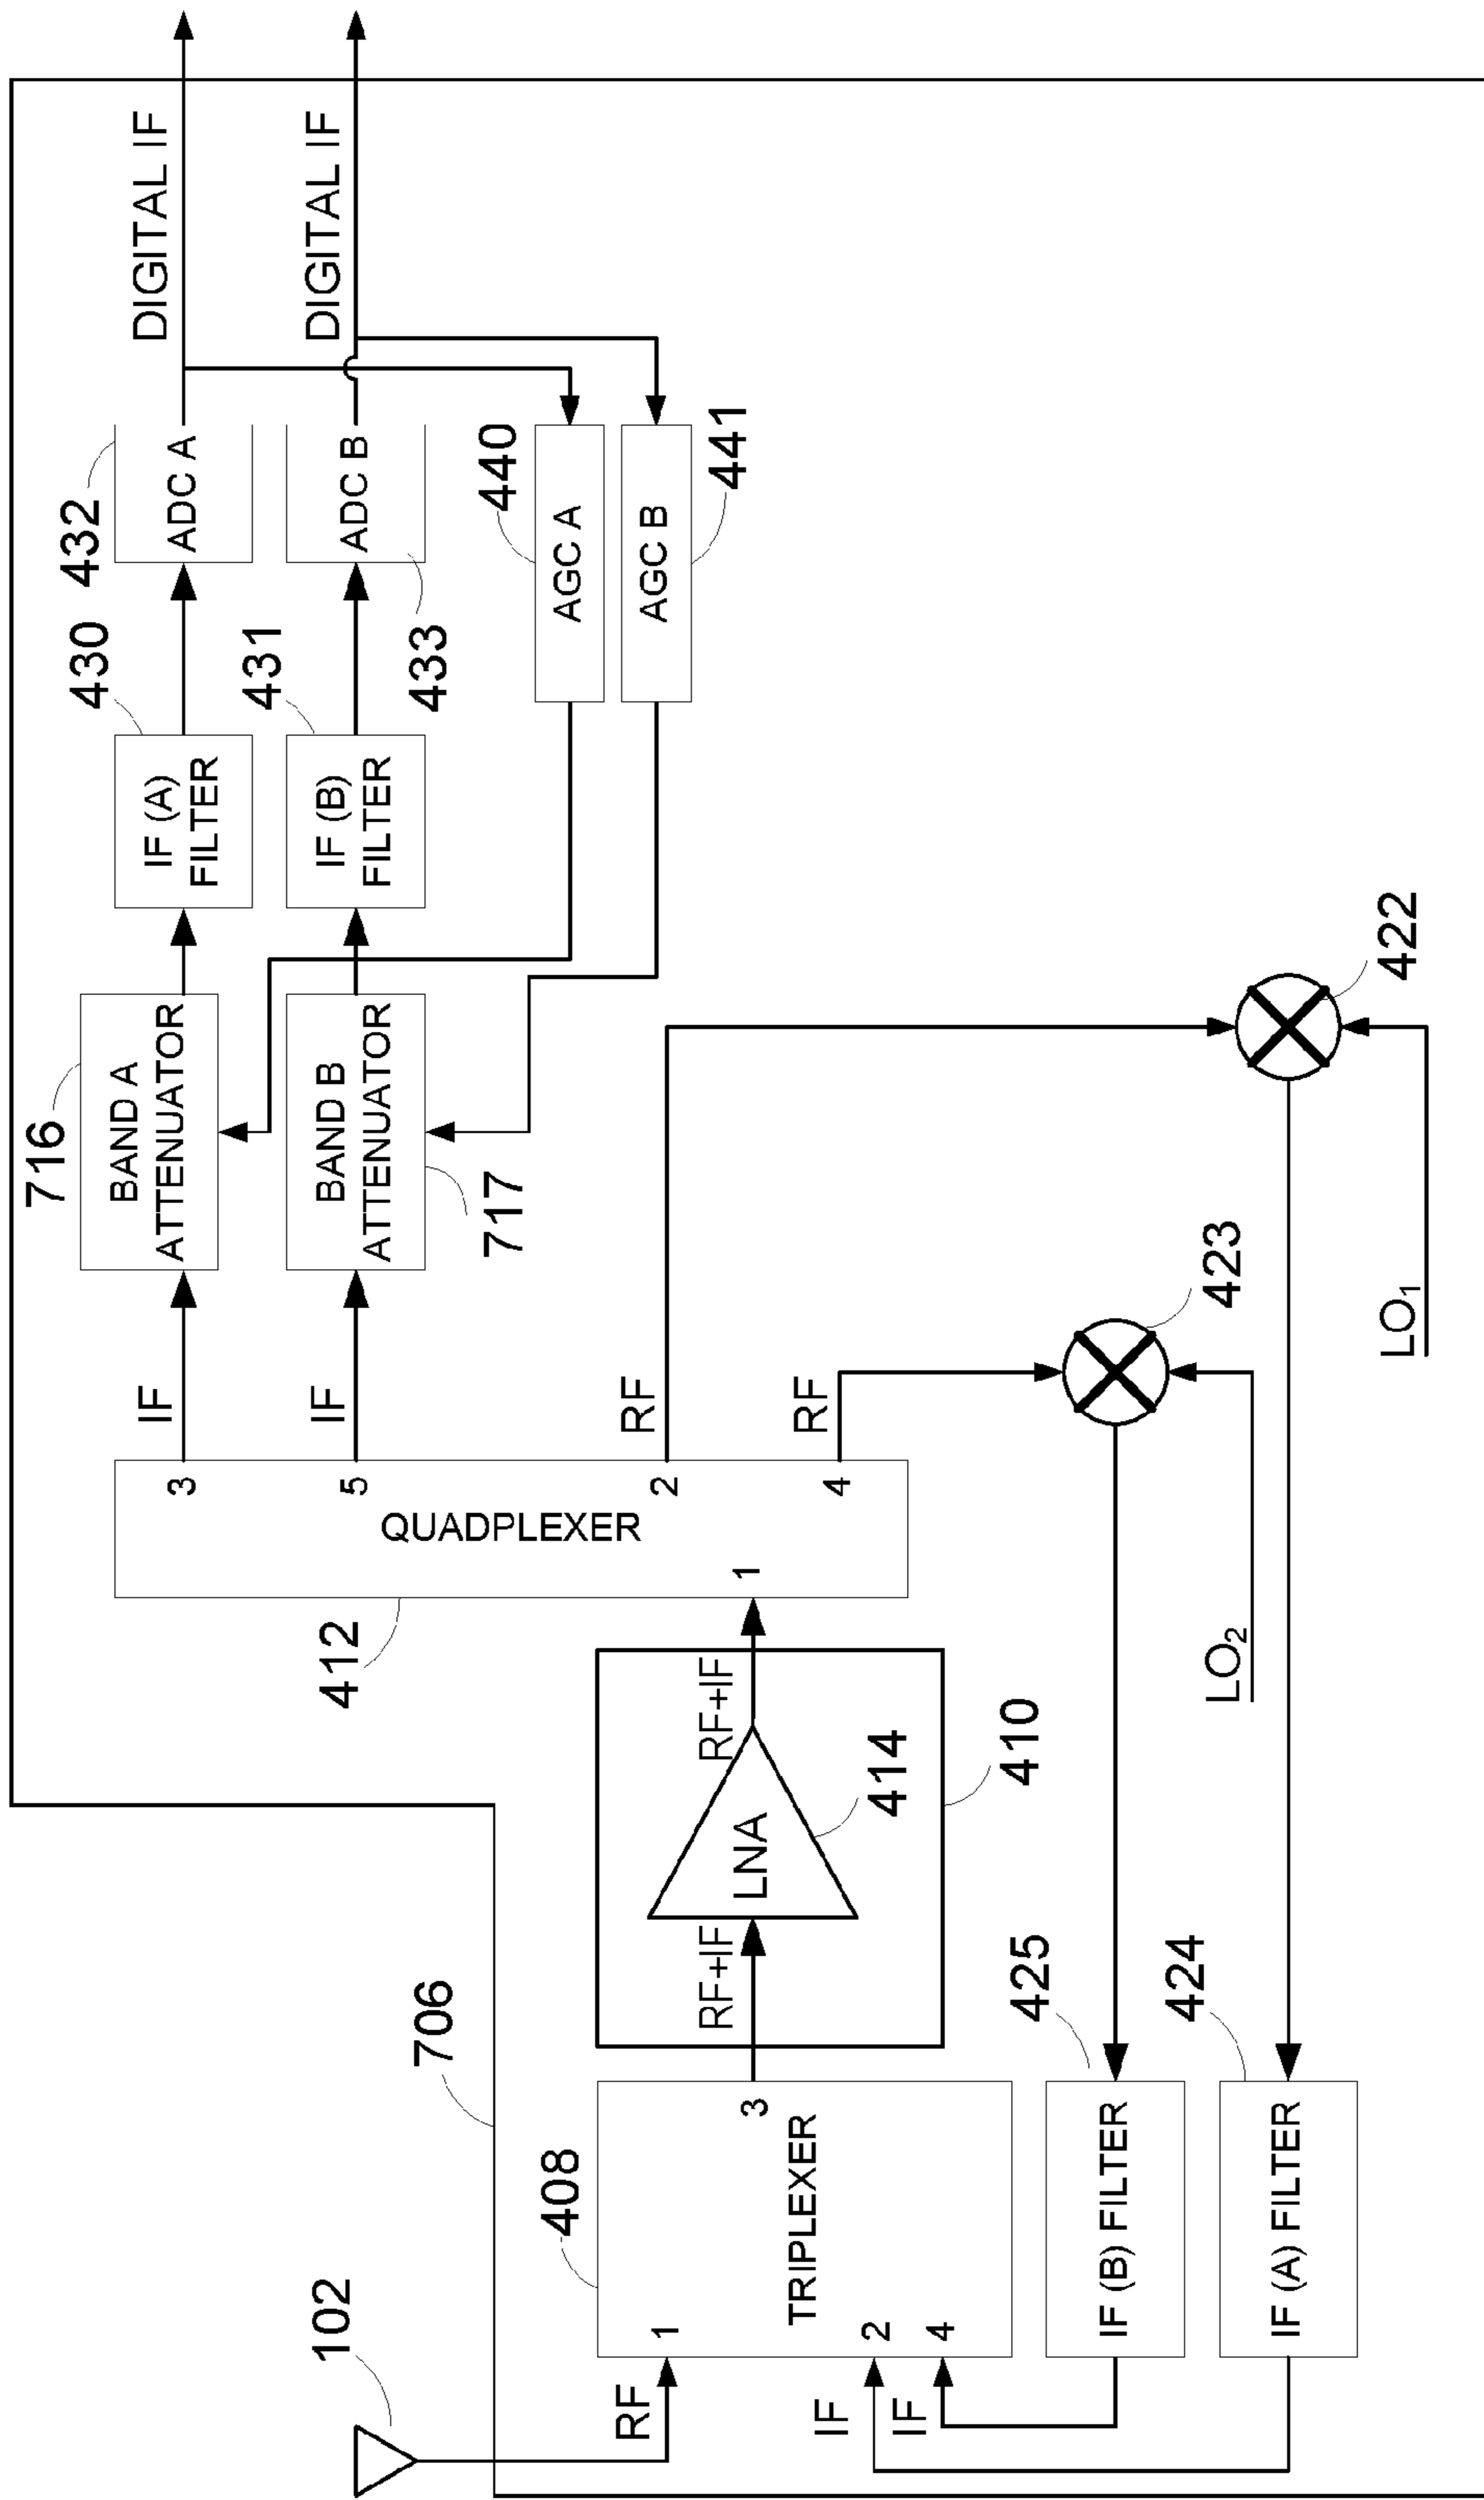 102
RF
1
408
TRIPLEXER
3
IF
2
IF
4
706
RF+IF
LNA
RF+IF
414
410
425
IF (B) FILTER
424
IF (A) FILTER
412
QUADPLEXER
1
3
5
2
4
IF
IF
RF
RF
LO2
423
LO1
422
716
BAND A
ATTENUATOR
BAND B
ATTENUATOR
717
430
IF (A)
FILTER
431
IF (B)
FILTER
432
ADC A
ADC B
433
440
AGC A
AGC B
441
DIGITAL IF
DIGITAL IF